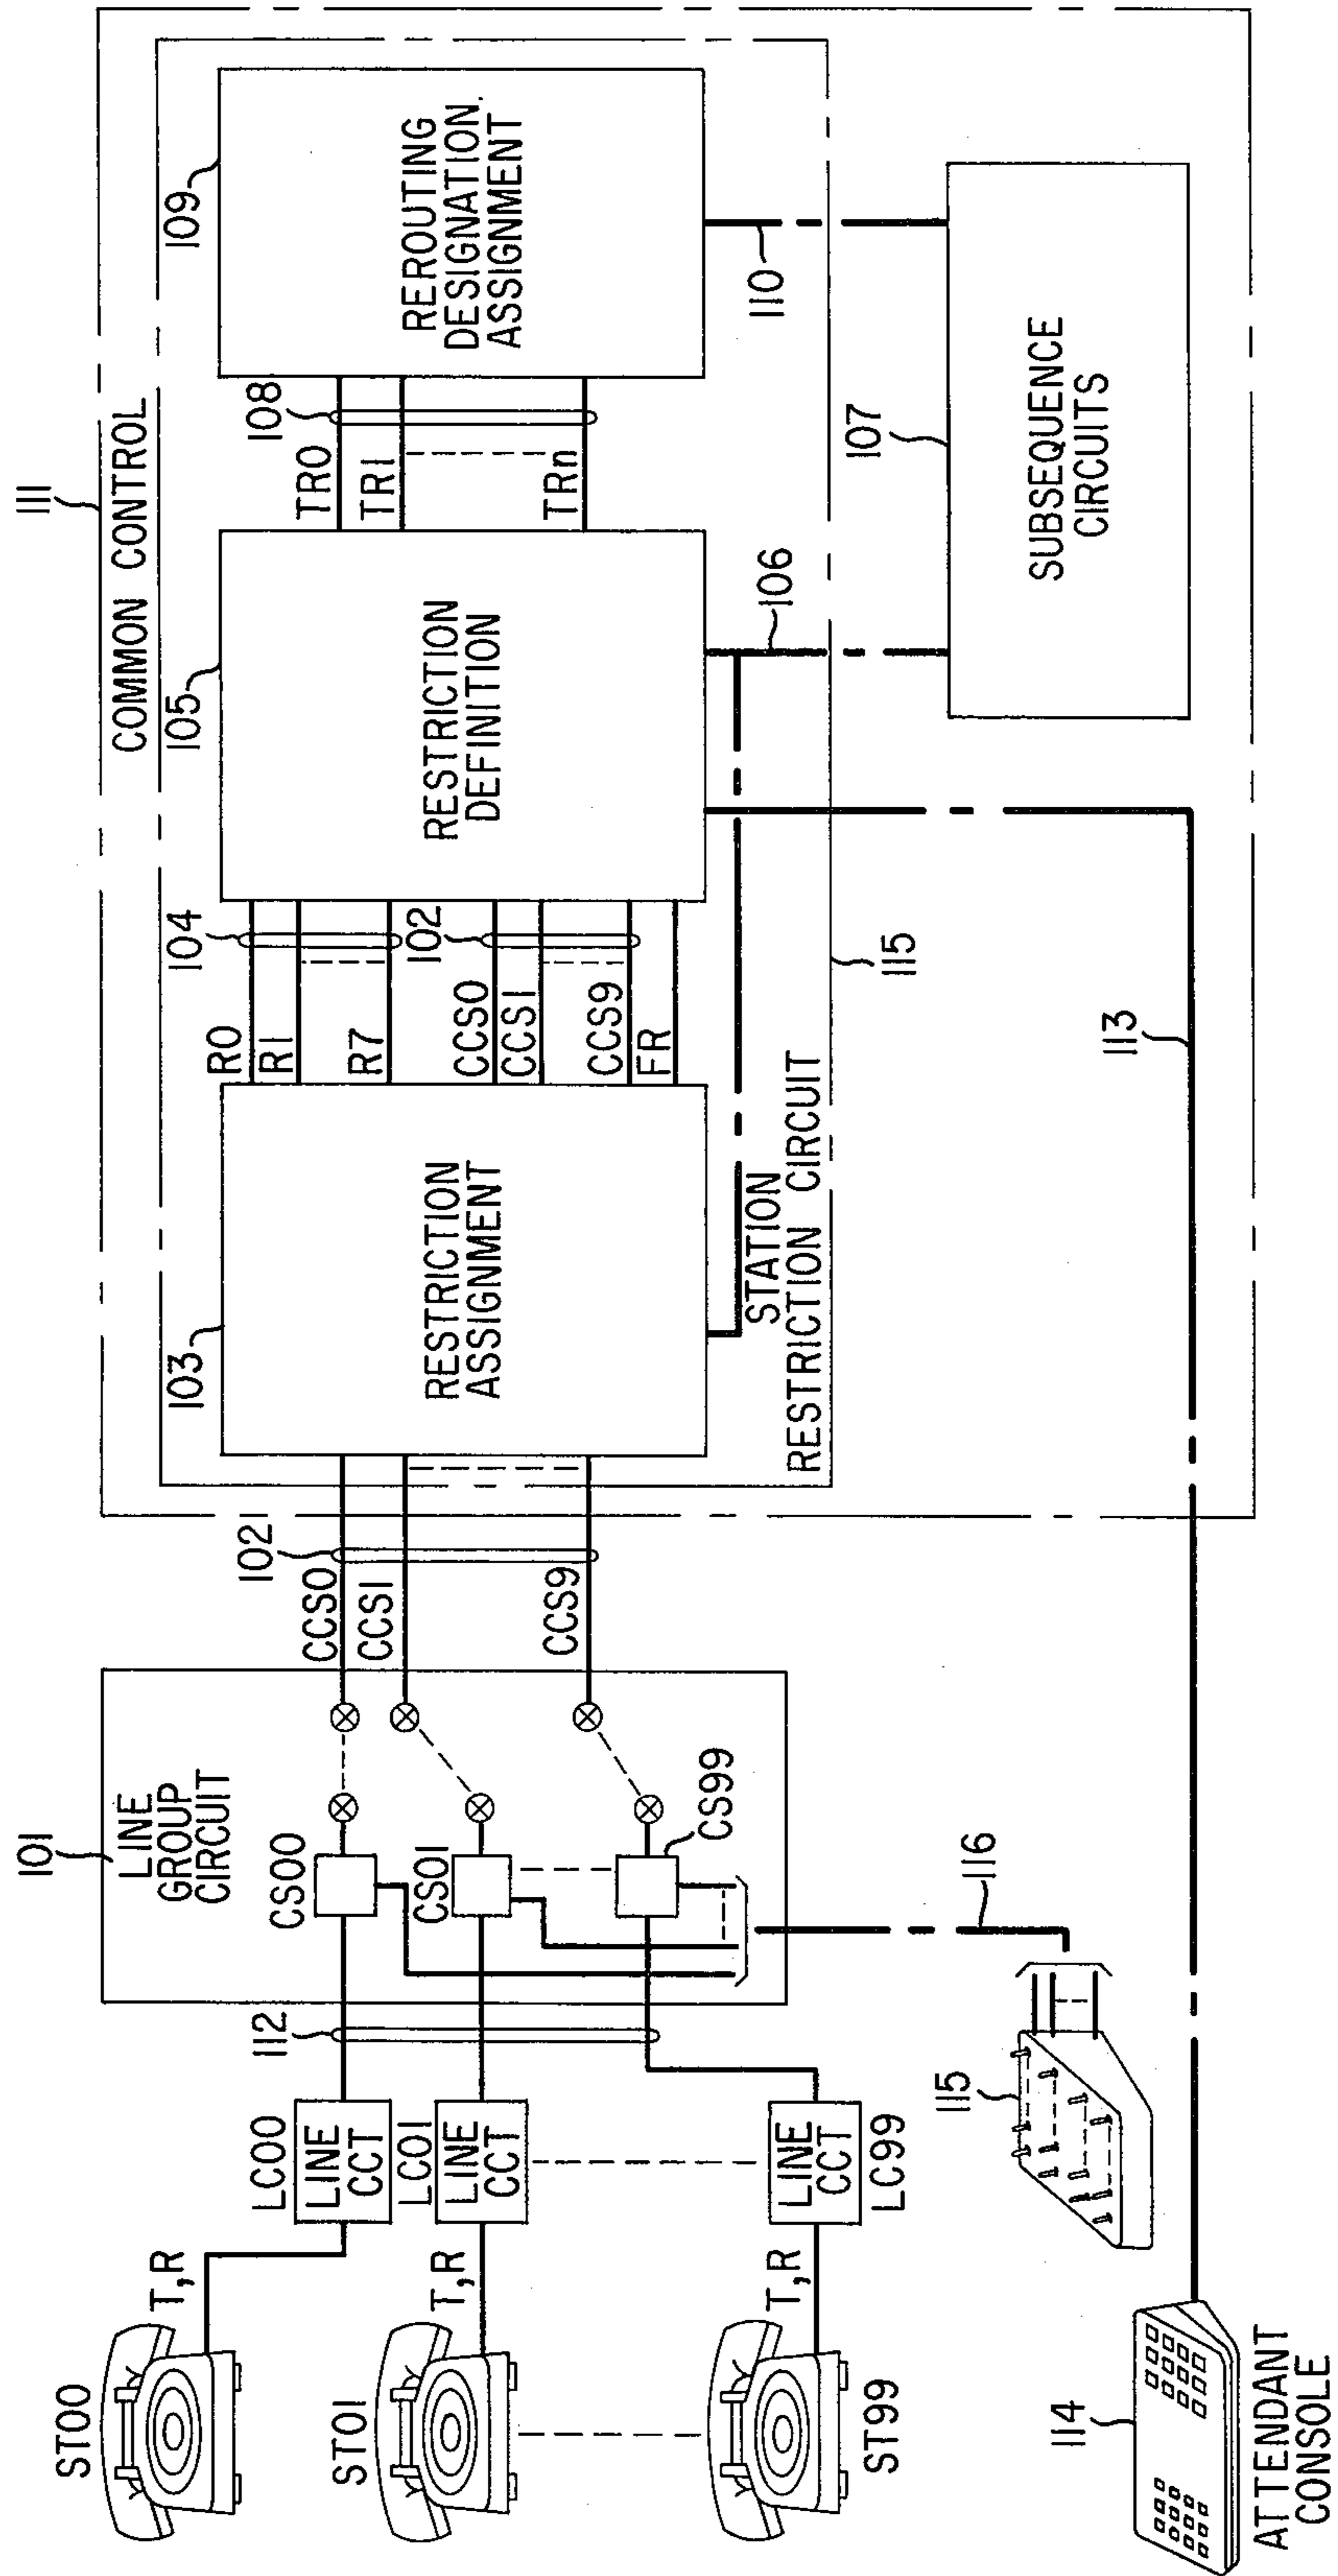 111
COMMON CONTROL
109
REROUTING
DESIGNATION.
ASSIGNMENT
108
TR0
TR1
TRn
110
105
RESTRICTION
DEFINITION
106
107
SUBSEQUENCE
CIRCUITS
104
102
R0
R1
R7
CCS0
CCS1
CCS9
FR
103
RESTRICTION
ASSIGNMENT
STATION
RESTRICTION CIRCUIT
115
113
102
CCS0
CCS1
CCS9
101
LINE
GROUP
CIRCUIT
CS00
CS01
CS99
116
112
LC00
LINE
CCT
LC01
LINE
CCT
LINE
CCT
LC99
115
T,R
T,R
T,R
ST00
ST01
ST99
114
ATTENDANT
CONSOLE